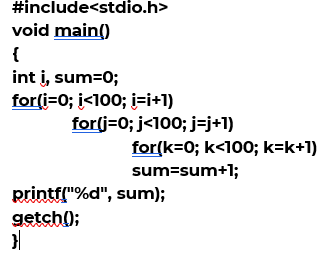 #include<stdio.h>
void main()
{
int i, sum=0;
for(i=0; i<100; i=i+1)
for(j=0; j<100; j=j+1)
for(k=0; k<100; k=k+1)
sum=sum+1;
printf("%d", sum);
getch();
}